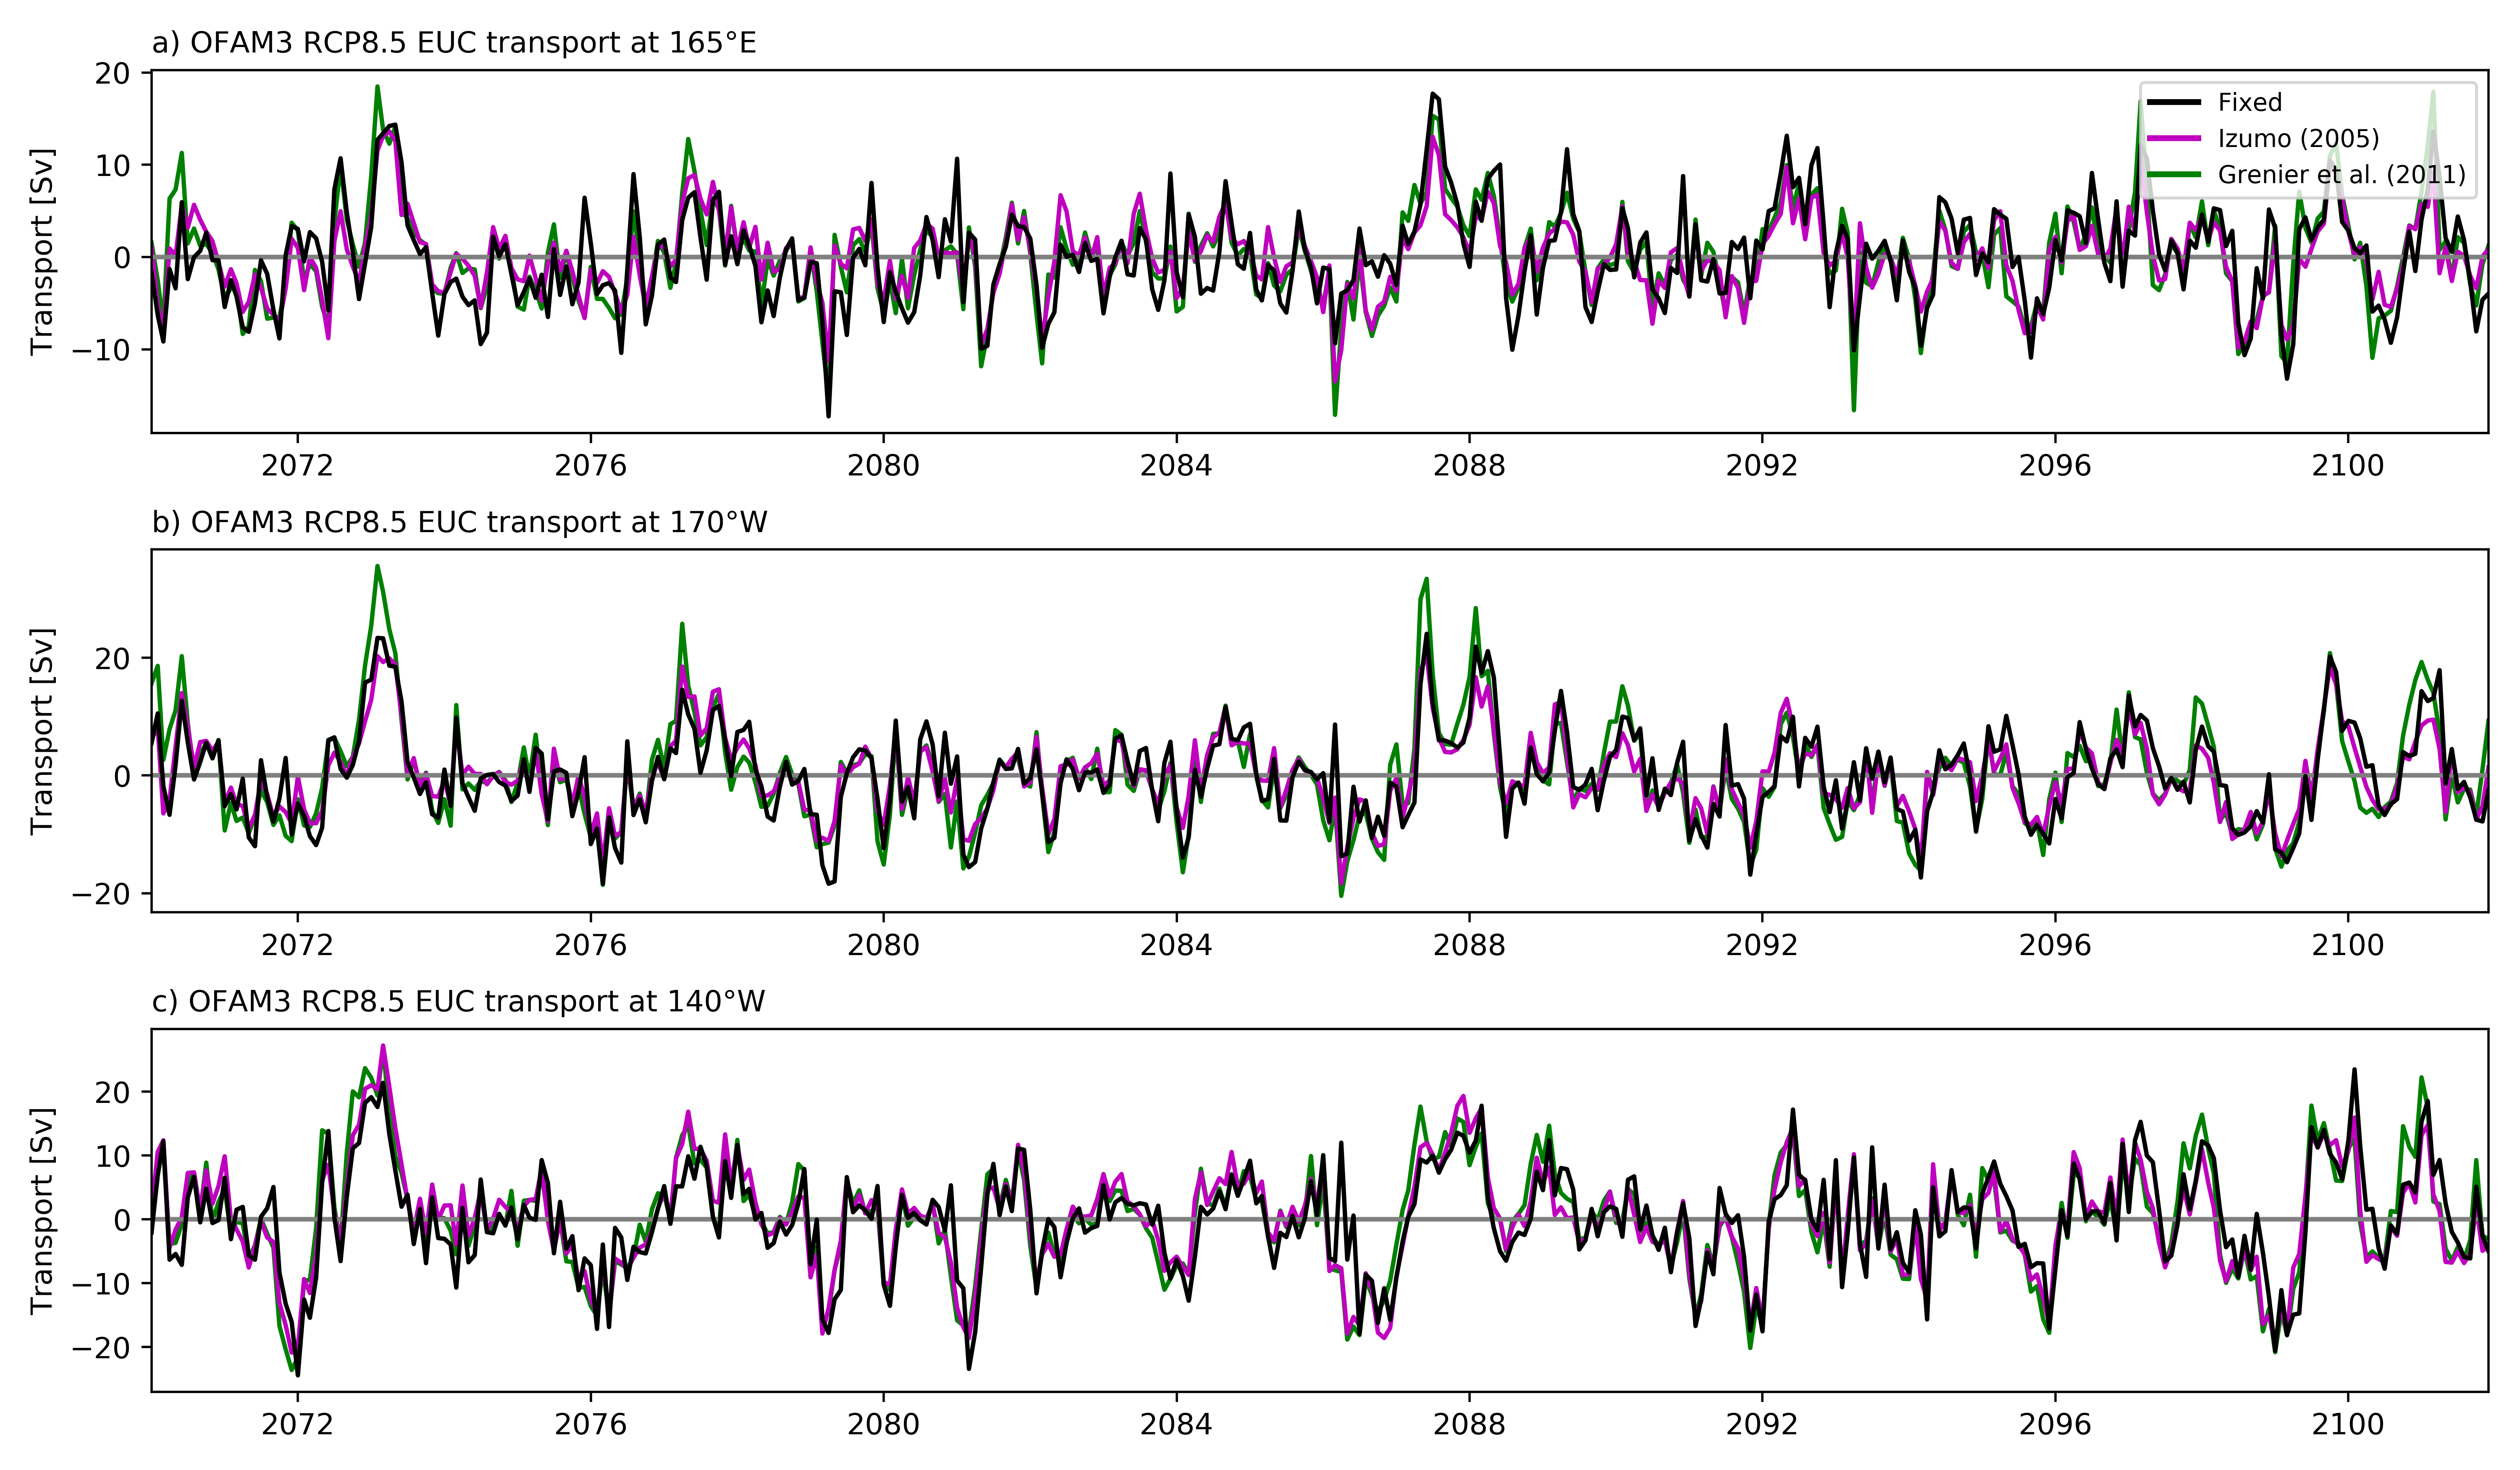 a) OFAM3 RCP8.5 EUC transport at 165°E
Transport [Sv]
20
10
0
−10
Fixed
Izumo (2005)
Grenier et al. (2011)
2072 2076 2080 2084 2088 2092 2096 2100
b) OFAM3 RCP8.5 EUC transport at 170°W
Transport [Sv]
20
0
−20
2072 2076 2080 2084 2088 2092 2096 2100
c) OFAM3 RCP8.5 EUC transport at 140°W
Transport [Sv]
20
10
0
−10
−20
2072 2076 2080 2084 2088 2092 2096 2100